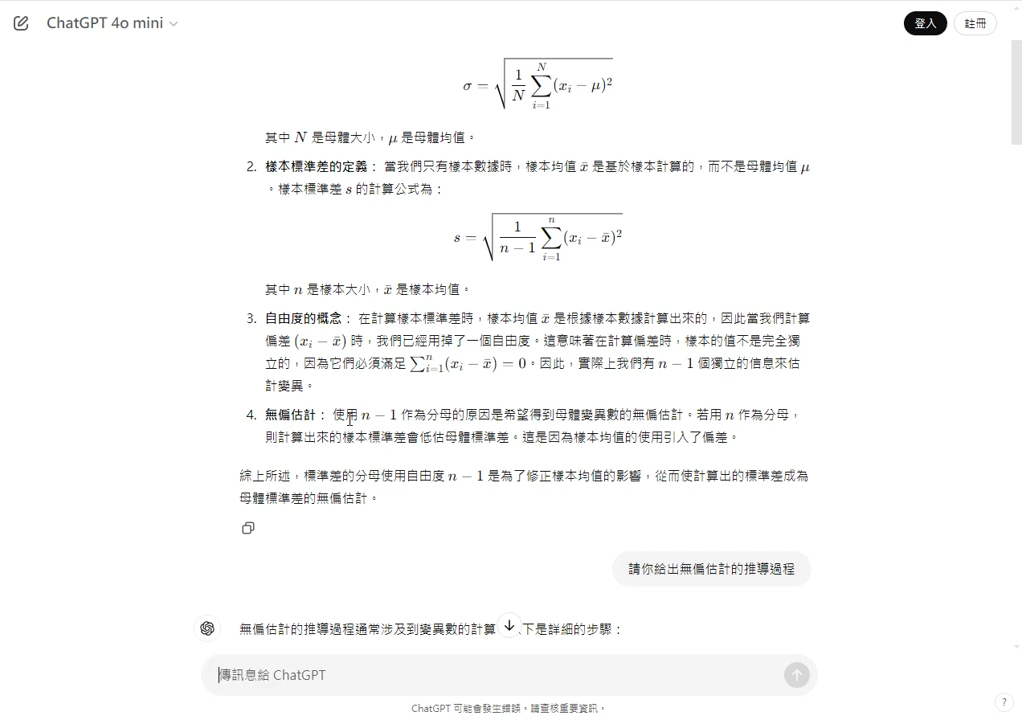 ChatGPT 4o mini
登入
註冊
σ = √(1/N ∑_{i=1}^{N} (x_i − μ)²)
其中 N 是母體大小，μ 是母體均值。
2. 樣本標準差的定義： 當我們只有樣本數據時，樣本均值 x̄ 是基於樣本計算的，而不是母體均值 μ
。樣本標準差 s 的計算公式為：
s = √(1/(n − 1) ∑_{i=1}^{n} (x_i − x̄)²)
其中 n 是樣本大小，x̄ 是樣本均值。
3. 自由度的概念： 在計算樣本標準差時，樣本均值 x̄ 是根據樣本數據計算出來的，因此當我們計算
偏差 (x_i − x̄) 時，我們已經用掉了一個自由度。這意味著在計算偏差時，樣本的值不是完全獨
立的，因為它們必須滿足 ∑_{i=1}^{n}(x_i − x̄) = 0。因此，實際上我們有 n − 1 個獨立的信息來估
計變異。
4. 無偏估計： 使用 n − 1 作為分母的原因是希望得到母體變異數的無偏估計。若用 n 作為分母，
則計算出來的樣本標準差會低估母體標準差。這是因為樣本均值的使用引入了偏差。
綜上所述，標準差的分母使用自由度 n − 1 是為了修正樣本均值的影響，從而使計算出的標準差成為
母體標準差的無偏估計。
請你給出無偏估計的推導過程
無偏估計的推導過程通常涉及到變異數的計算 下是詳細的步驟：
傳訊息給 ChatGPT
ChatGPT 可能會發生錯誤。請查核重要資訊。
?